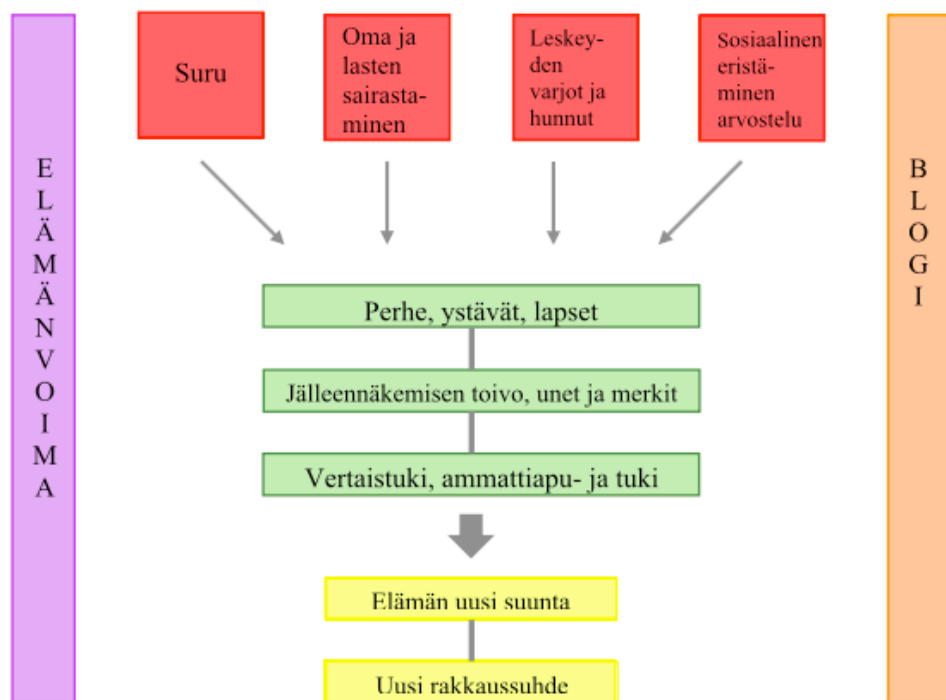 Suru
Oma ja
lasten
sairasta-
minen
Leskey-
den
varjot ja
hunnut
Sosiaalinen
eristä-
minen
arvostelu
E
L
Ä
M
Ä
N
V
O
I
M
A
B
L
O
G
I
Perhe, ystävät, lapset
Jälleennäkemisen toivo, unet ja merkit
Vertaistuki, ammattiapu- ja tuki
Elämän uusi suunta
Uusi rakkaussuhde